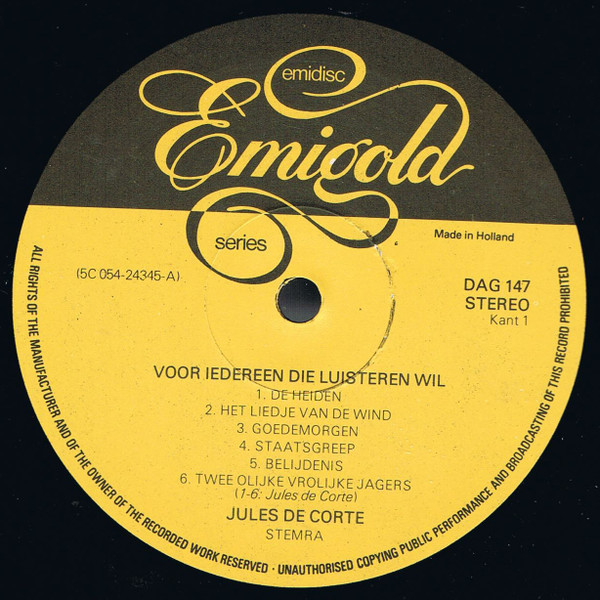 emidisc
Emigold
series
Made in Holland
(5C 054-24345-A)
DAG 147
STEREO
Kant 1
VOOR IEDEREEN DIE LUISTEREN WIL
1. DE HEIDEN
2. HET LIEDJE VAN DE WIND
3. GOEDEMORGEN
4. STAATSGREEP
5. BELIJDENIS
6. TWEE OLIJKE VROLIJKE JAGERS
(1-6: Jules de Corte)
JULES DE CORTE
STEMRA
ALL RIGHTS OF THE MANUFACTURER AND OF THE OWNER OF THE RECORDED WORK RESERVED · UNAUTHORISED COPYING PUBLIC PERFORMANCE AND BROADCASTING OF THIS RECORD PROHIBITED